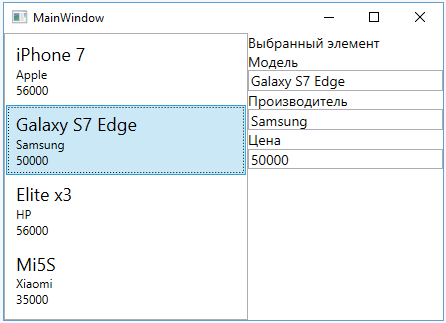 MainWindow
iPhone 7
Apple
56000
Galaxy S7 Edge
Samsung
50000
Elite x3
HP
56000
Mi5S
Xiaomi
35000
Выбранный элемент
Модель
Galaxy S7 Edge
Производитель
Samsung
Цена
50000